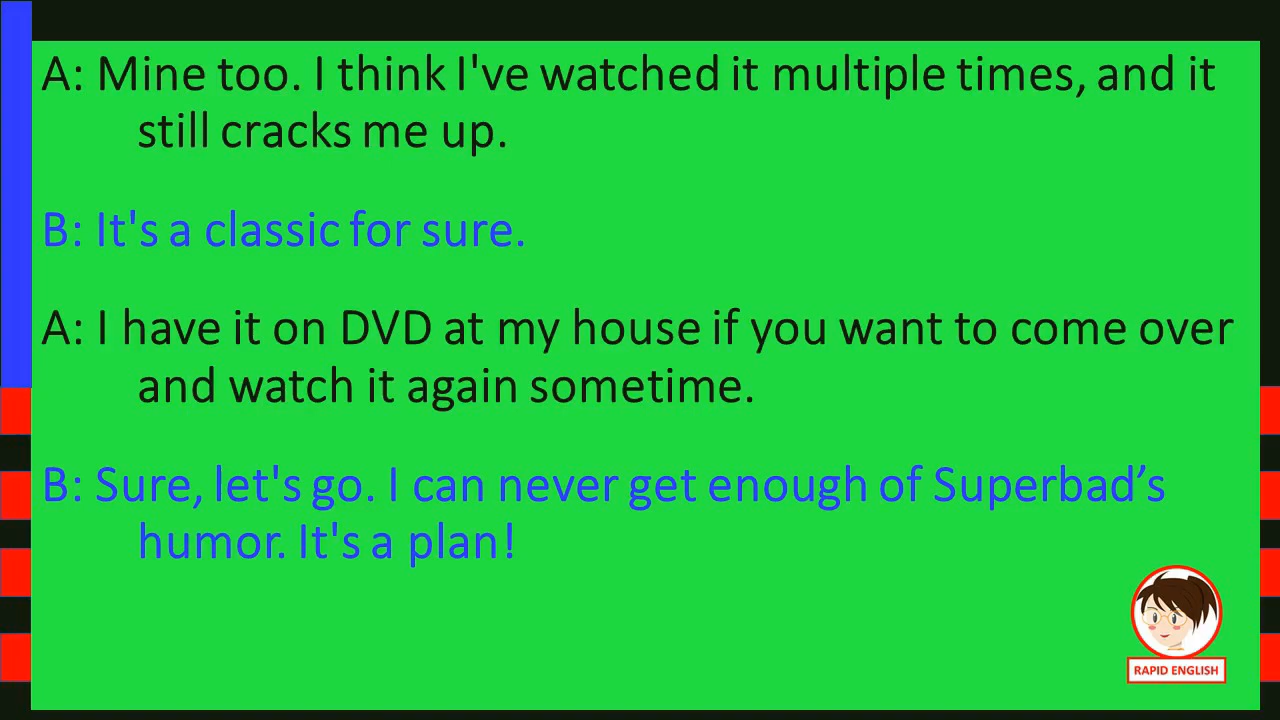 A: Mine too. I think I've watched it multiple times, and it
still cracks me up.
B: It's a classic for sure.
A: I have it on DVD at my house if you want to come over
and watch it again sometime.
B: Sure, let's go. I can never get enough of Superbad’s
humor. It's a plan!
RAPID ENGLISH